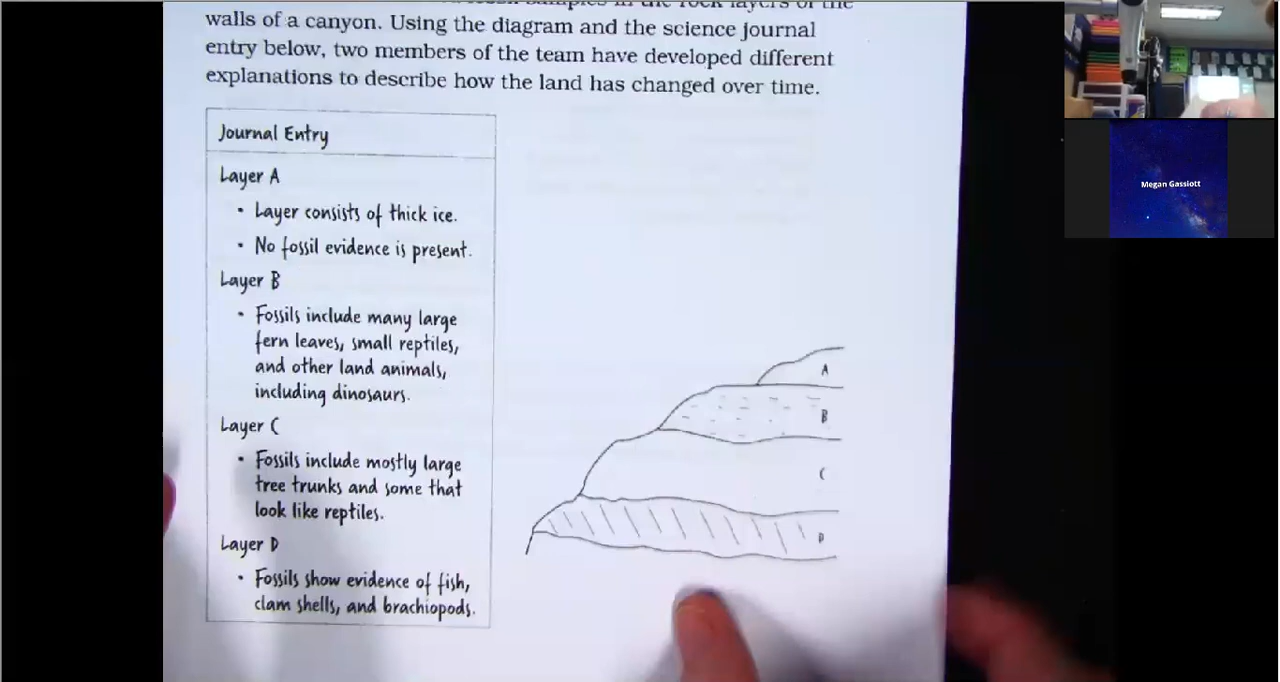 rock layers of the
walls of a canyon. Using the diagram and the science journal
entry below, two members of the team have developed different
explanations to describe how the land has changed over time.
Journal Entry
Layer A
• Layer consists of thick ice.
• No fossil evidence is present.
Layer B
• Fossils include many large
fern leaves, small reptiles,
and other land animals,
including dinosaurs.
Layer C
• Fossils include mostly large
tree trunks and some that
look like reptiles.
Layer D
• Fossils show evidence of fish,
clam shells, and brachiopods.
A
B
C
D
Megan Gassiott